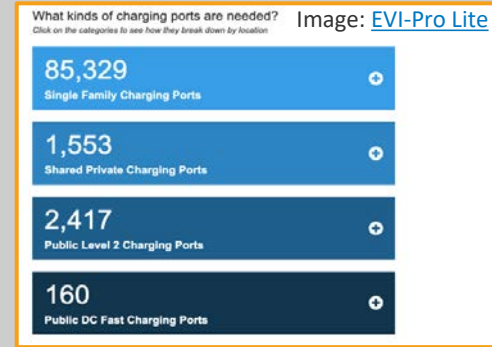 What kinds of charging ports are needed?
Image: EVI-Pro Lite
Click on the categories to see how they break down by location
85,329
Single Family Charging Ports
1,553
Shared Private Charging Ports
2,417
Public Level 2 Charging Ports
160
Public DC Fast Charging Ports